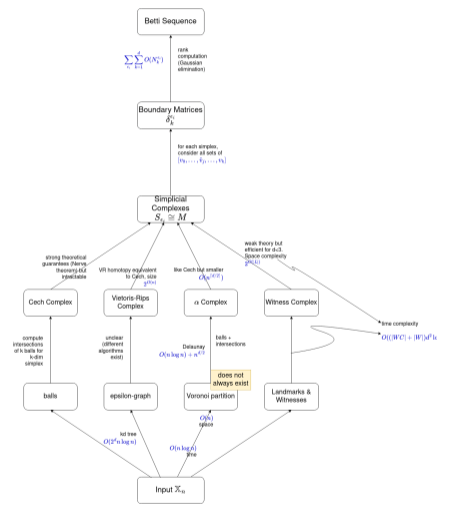 Betti Sequence
rank
computation
(Gaussian
elimination)
Boundary Matrices
for each simplex,
consider all sets of
Simplicial
Complexes
strong theoretical
guarantees (Nerve
theorem) but
VR homology equivalent
to Cech, size
like Cech but smaller
weak theory but
efficient for d<3.
Space complexity
Cech Complex
Vietoris-Rips
Complex
α Complex
Witness Complex
time complexity
compute
intersections
of k balls for
k-dim
simplex
unclear
(different
algorithms
exist)
Delaunay
balls +
intersections
does not
always exist
balls
epsilon-graph
Voronoi partition
Landmarks &
Witnesses
space
kd tree
O(n log n)
time
Input 𝕏ₙ